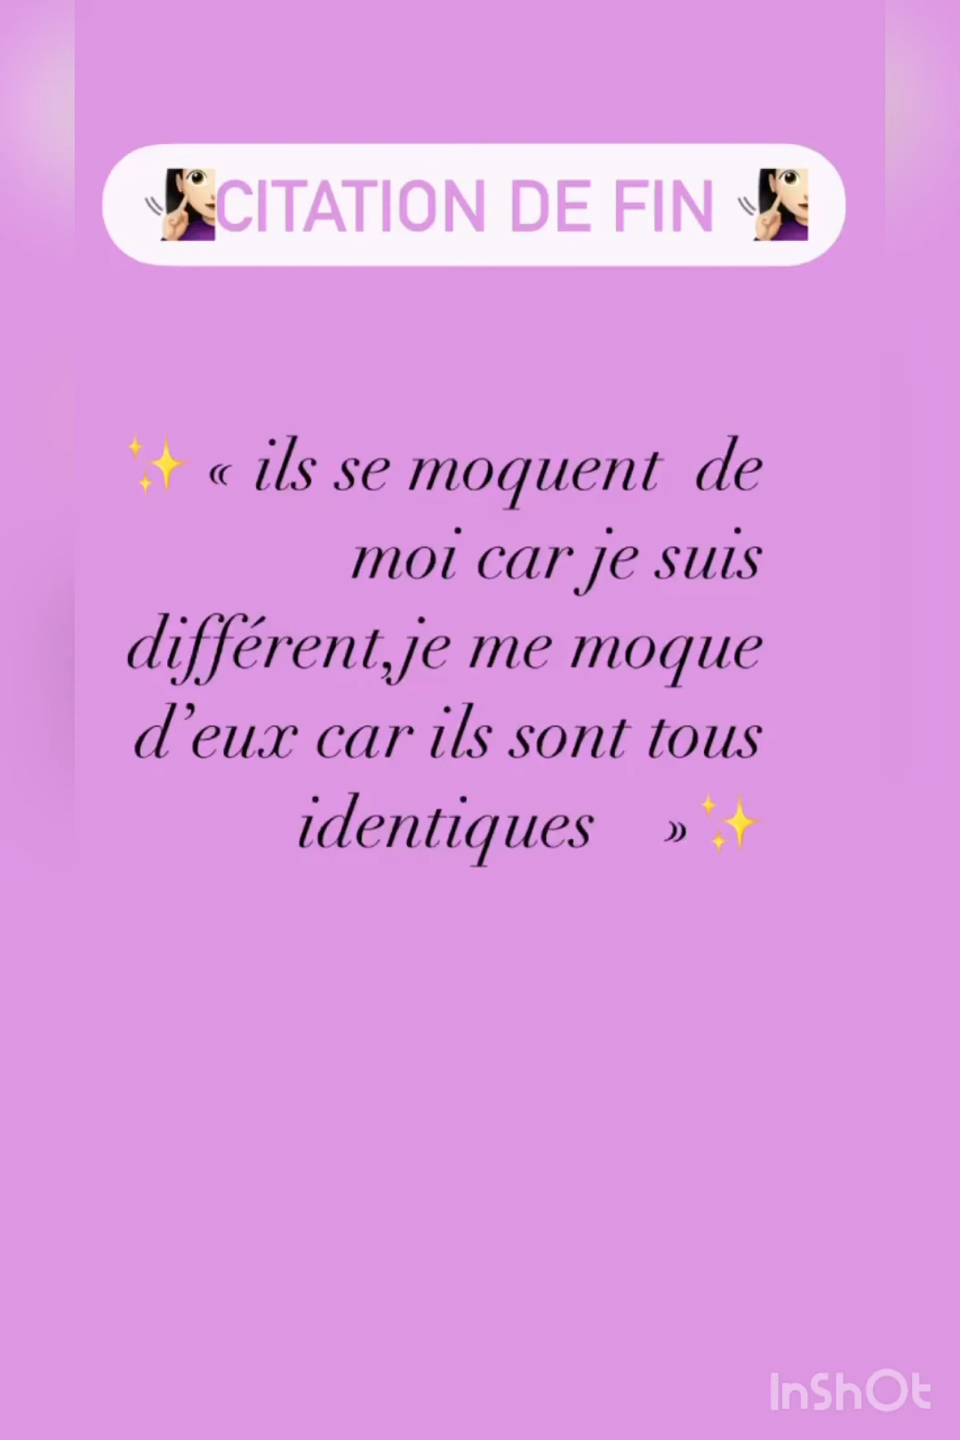 CITATION DE FIN
« ils se moquent de
moi car je suis
différent,je me moque
d’eux car ils sont tous
identiques »
InShOt